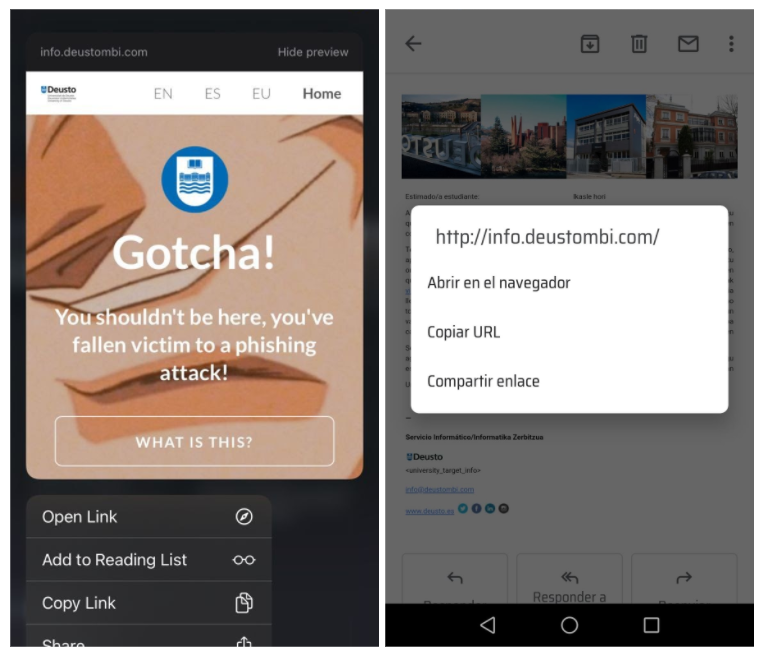 info.deustombi.com
Hide preview
Deusto
EN ES EU Home
Gotcha!
You shouldn't be here, you've
fallen victim to a phishing
attack!
WHAT IS THIS?
Open Link
Add to Reading List
Copy Link
Share
Estimado/a estudiante:
Ikasle hori
http://info.deustombi.com/
Abrir en el navegador
Copiar URL
Compartir enlace
Servicio Informático/Informatika Zerbitzua
Deusto
<university_target_info>
info@deustombi.com
www.deusto.es
Responder a